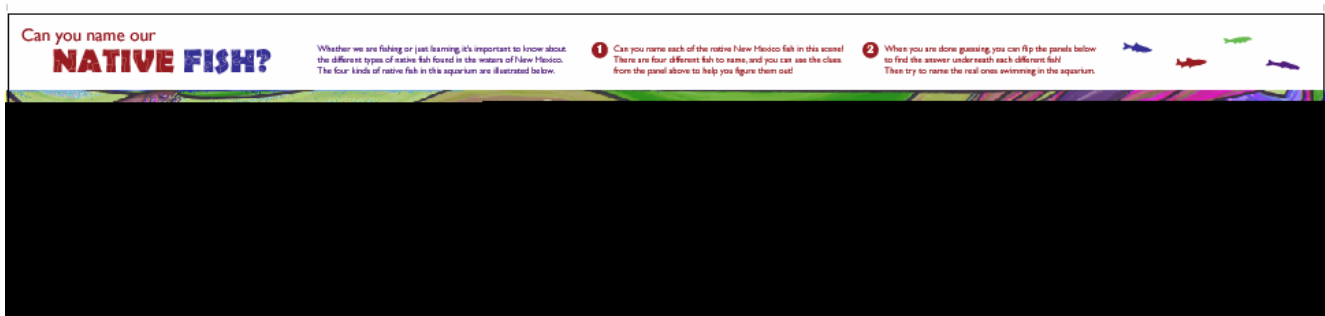 Can you name our
NATIVE FISH?
Whether we are fishing or just learning, it's important to know about
the different types of native fish found in the waters of New Mexico.
The four kinds of native fish in this aquarium are illustrated below.
1 Can you name each of the native New Mexico fish in this scene?
There are four different fish to name, and you can use the clues
from the panel above to help you figure them out!
2 When you are done guessing, you can flip the panels below
to find the answer underneath each different fish!
Then try to name the real ones swimming in the aquarium.